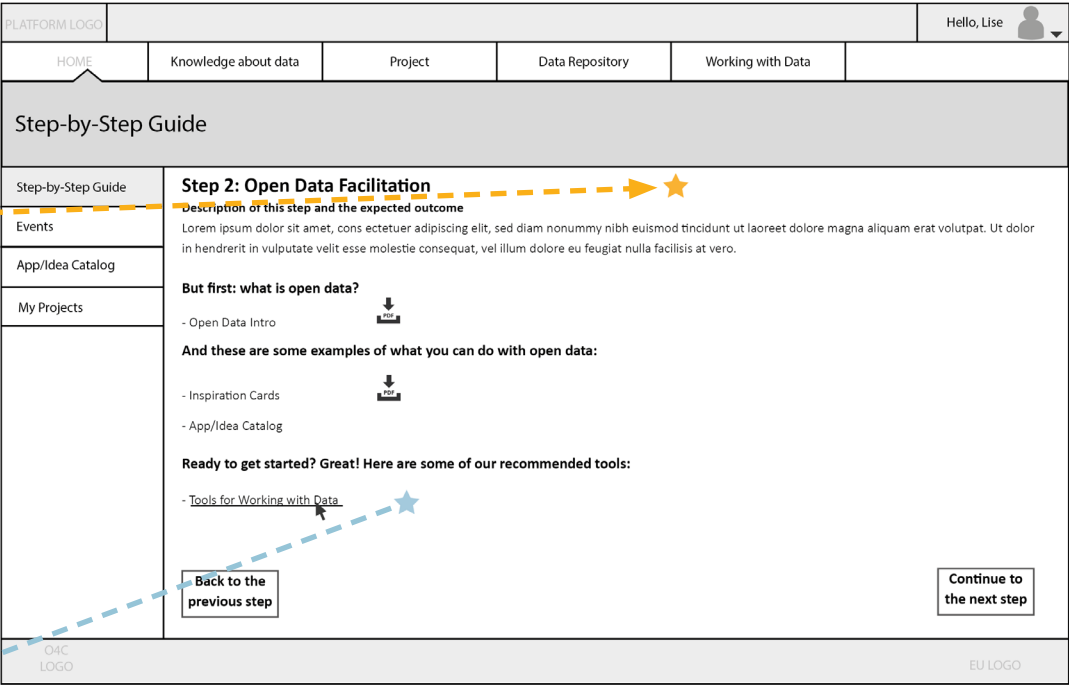 PLATFORM LOGO
Hello, Lise
HOME
Knowledge about data
Project
Data Repository
Working with Data
Step-by-Step Guide
Step-by-Step Guide
Events
App/Idea Catalog
My Projects
Step 2: Open Data Facilitation
Description of this step and the expected outcome
Lorem ipsum dolor sit amet, cons ectetuer adipiscing elit, sed diam nonummy nibh euismod tincidunt ut laoreet dolore magna aliquam erat volutpat. Ut dolor
in hendrerit in vulputate velit esse molestie consequat, vel illum dolore eu feugiat nulla facilisis at vero.
But first: what is open data?
- Open Data Intro
PDF
And these are some examples of what you can do with open data:
- Inspiration Cards
PDF
- App/Idea Catalog
Ready to get started? Great! Here are some of our recommended tools:
- Tools for Working with Data
Back to the
previous step
Continue to
the next step
O4C
LOGO
EU LOGO